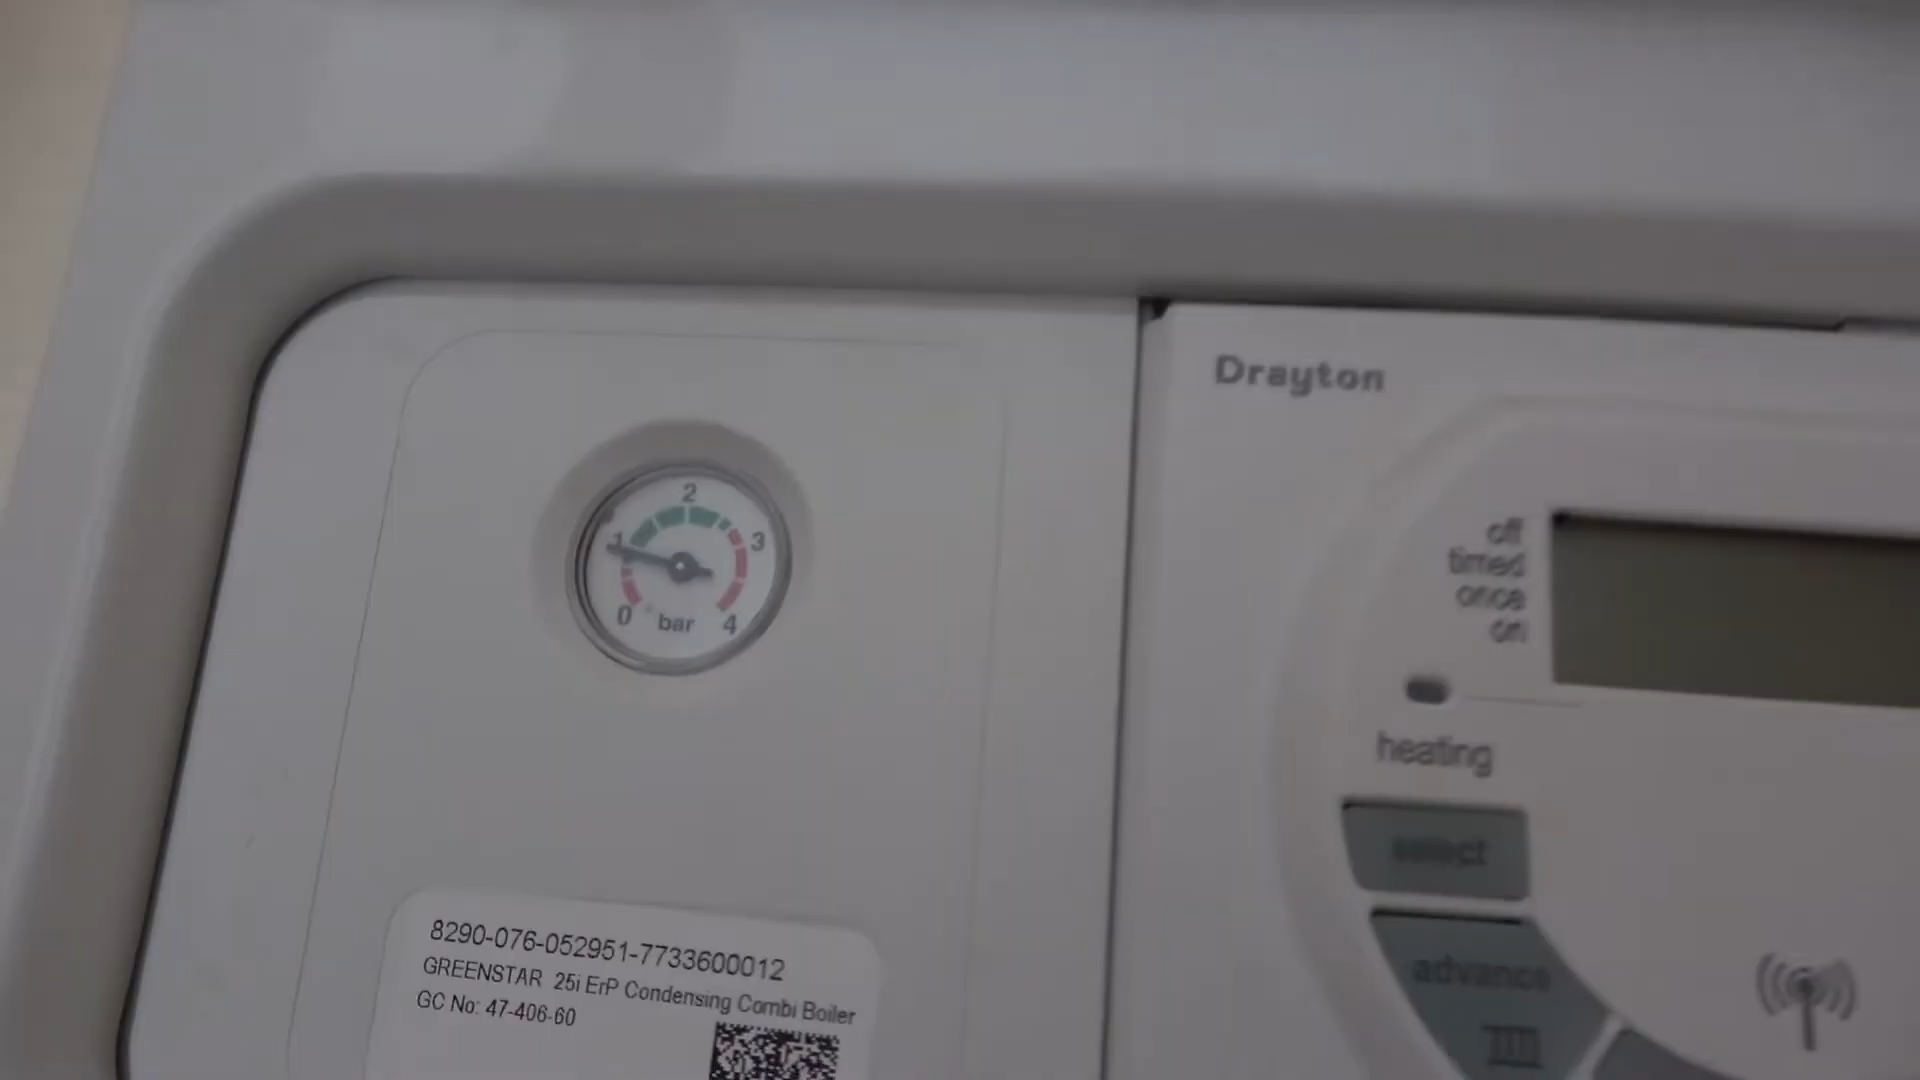 Drayton
2
1
3
0
bar
4
off
timed
once
on
heating
select
advance
8290-076-052951-7733600012
GREENSTAR 25i ErP Condensing Combi Boiler
GC No: 47-406-60